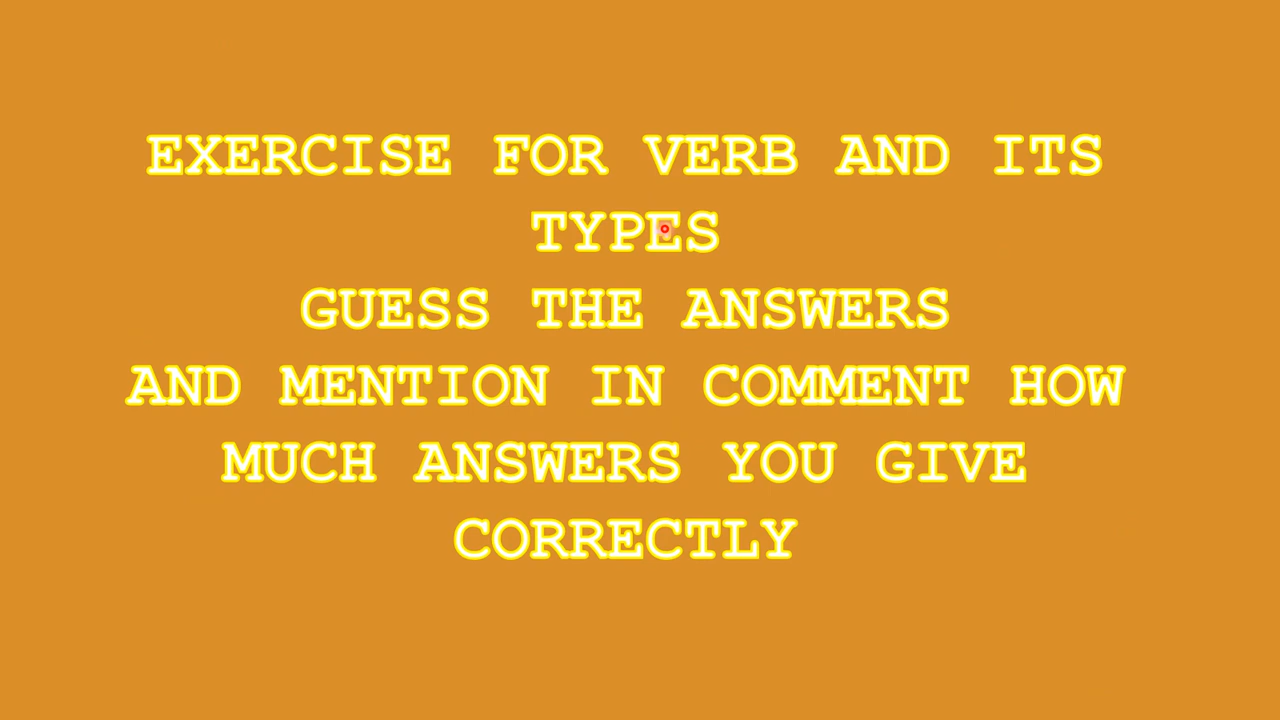 EXERCISE FOR VERB AND ITS
TYPES
GUESS THE ANSWERS
AND MENTION IN COMMENT HOW
MUCH ANSWERS YOU GIVE
CORRECTLY